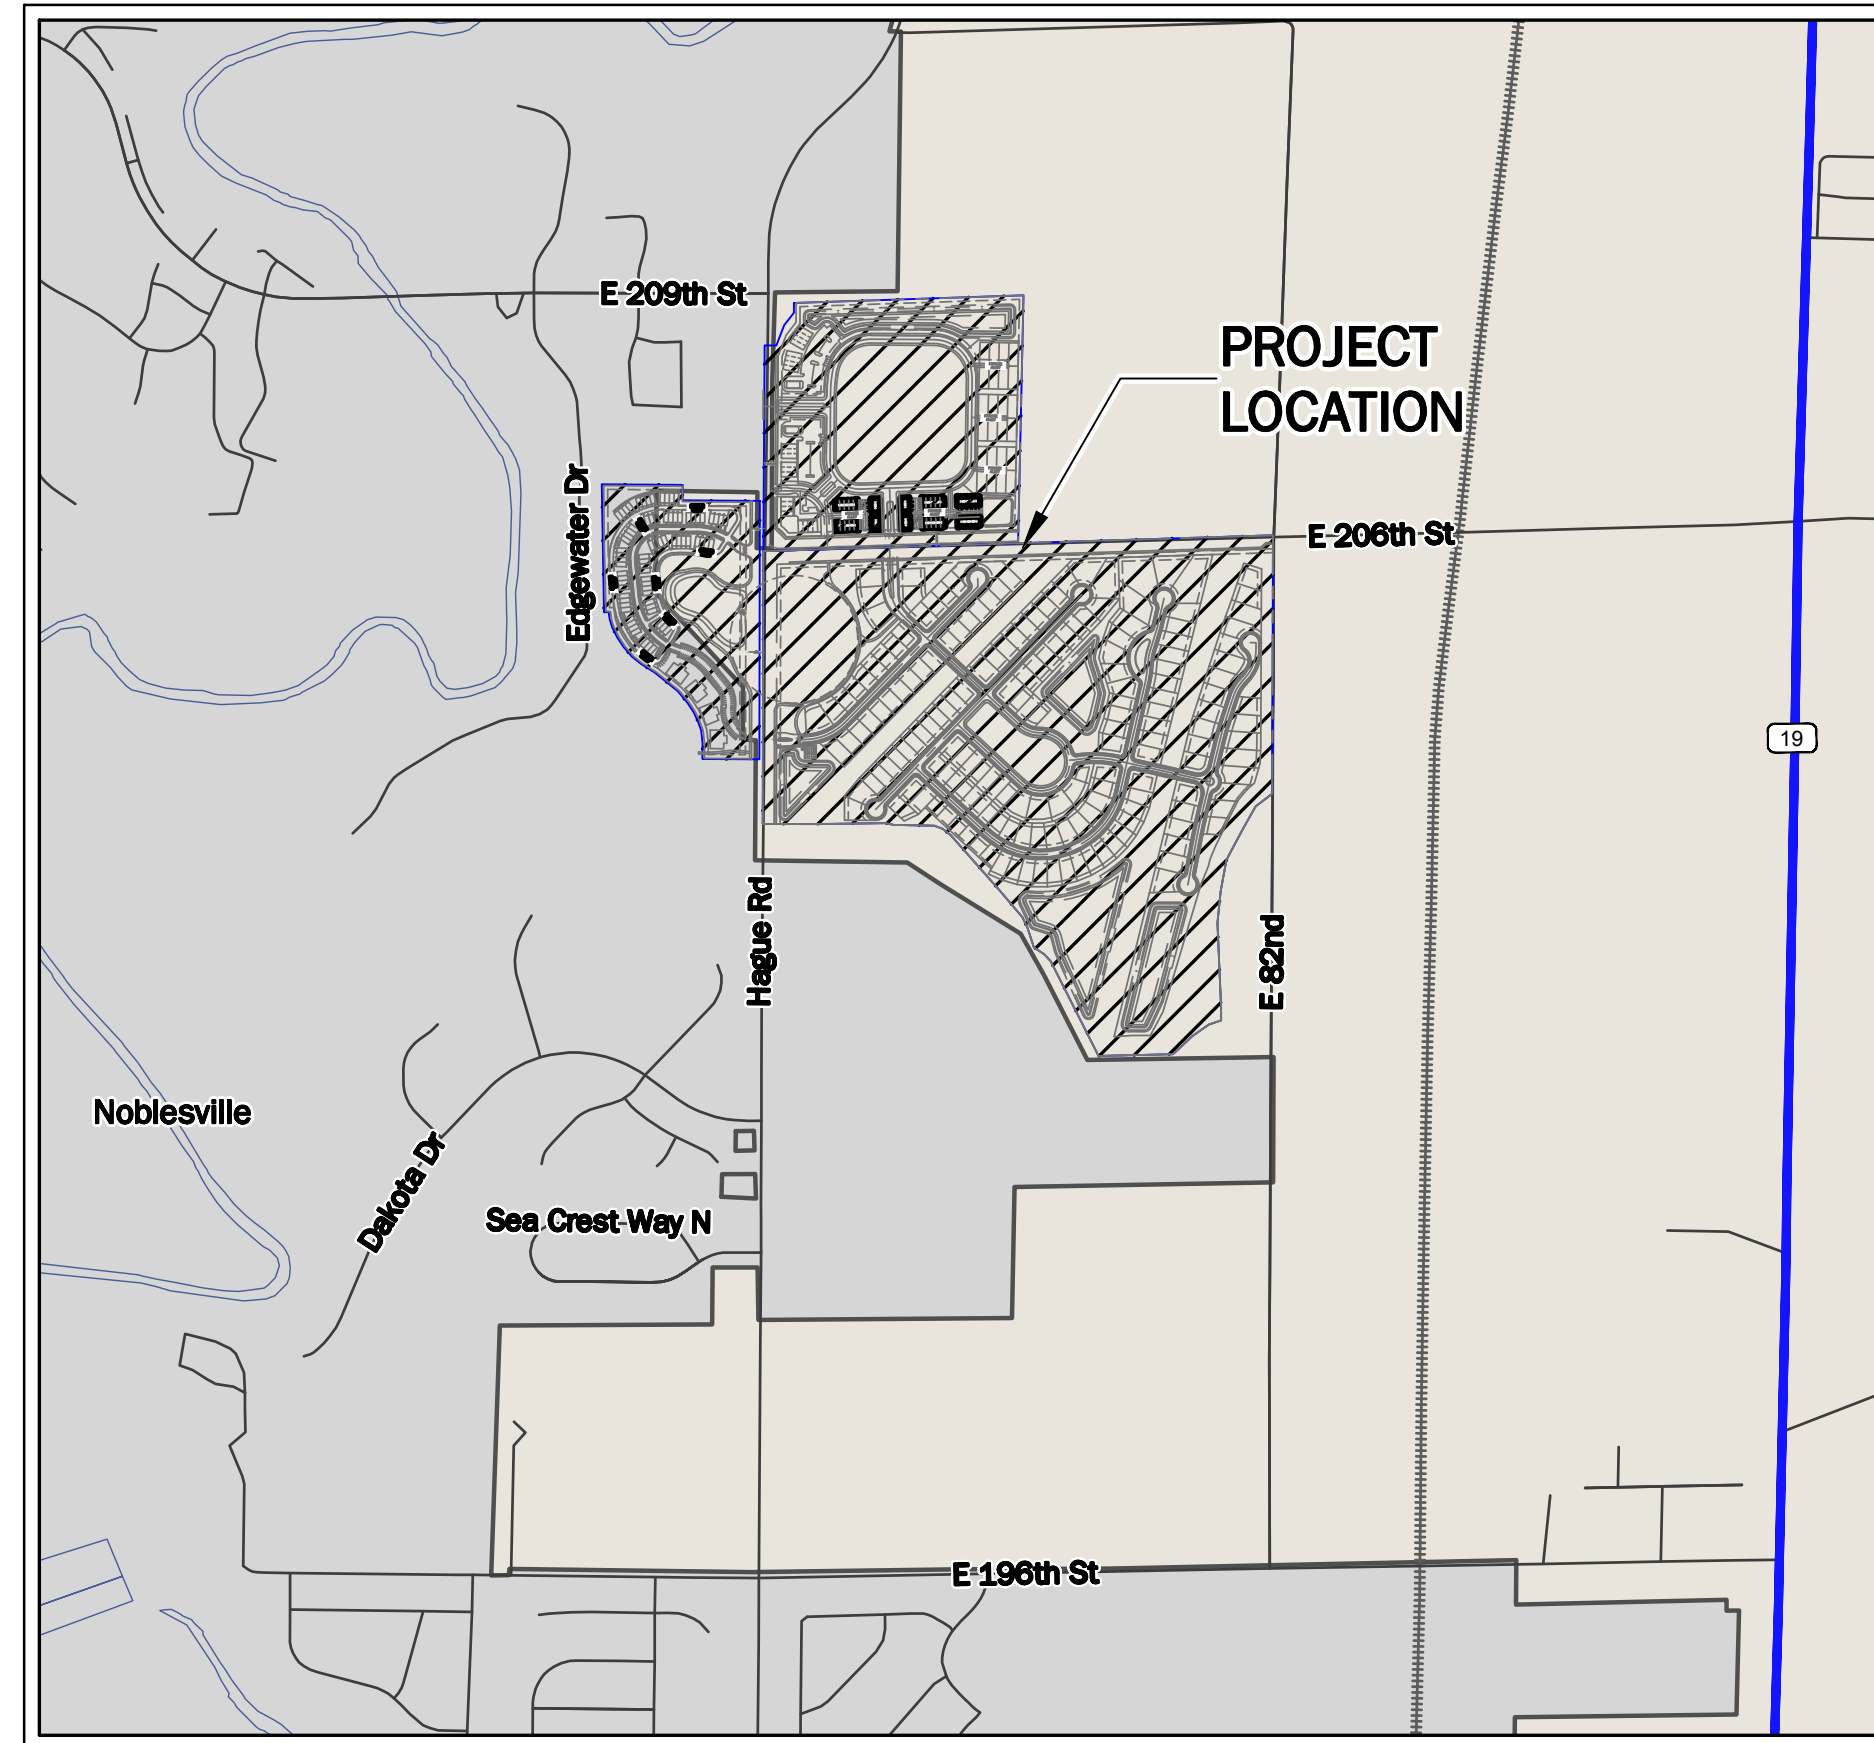 E 209th St
PROJECT
LOCATION
Edgewater Dr
E 206th St
19
Hague Rd
E 82nd
Noblesville
Dakota Dr
Sea Crest Way N
E 196th St